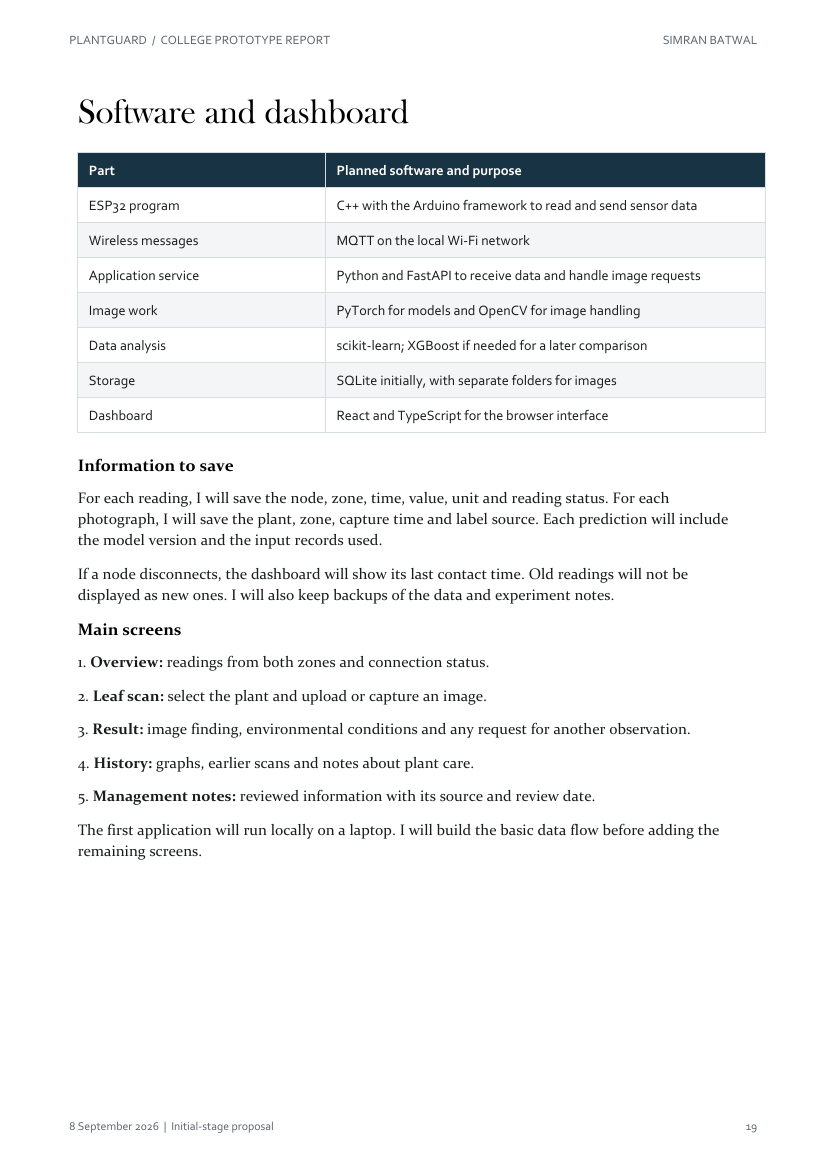 PLANTGUARD / COLLEGE PROTOTYPE REPORT
SIMRAN BATWAL
Software and dashboard
Part
Planned software and purpose
ESP32 program
C++ with the Arduino framework to read and send sensor data
Wireless messages
MQTT on the local Wi-Fi network
Application service
Python and FastAPI to receive data and handle image requests
Image work
PyTorch for models and OpenCV for image handling
Data analysis
scikit-learn; XGBoost if needed for a later comparison
Storage
SQLite initially, with separate folders for images
Dashboard
React and TypeScript for the browser interface
Information to save
For each reading, I will save the node, zone, time, value, unit and reading status. For each
photograph, I will save the plant, zone, capture time and label source. Each prediction will include
the model version and the input records used.
If a node disconnects, the dashboard will show its last contact time. Old readings will not be
displayed as new ones. I will also keep backups of the data and experiment notes.
Main screens
1. Overview: readings from both zones and connection status.
2. Leaf scan: select the plant and upload or capture an image.
3. Result: image finding, environmental conditions and any request for another observation.
4. History: graphs, earlier scans and notes about plant care.
5. Management notes: reviewed information with its source and review date.
The first application will run locally on a laptop. I will build the basic data flow before adding the
remaining screens.
8 September 2026 | Initial-stage proposal
19